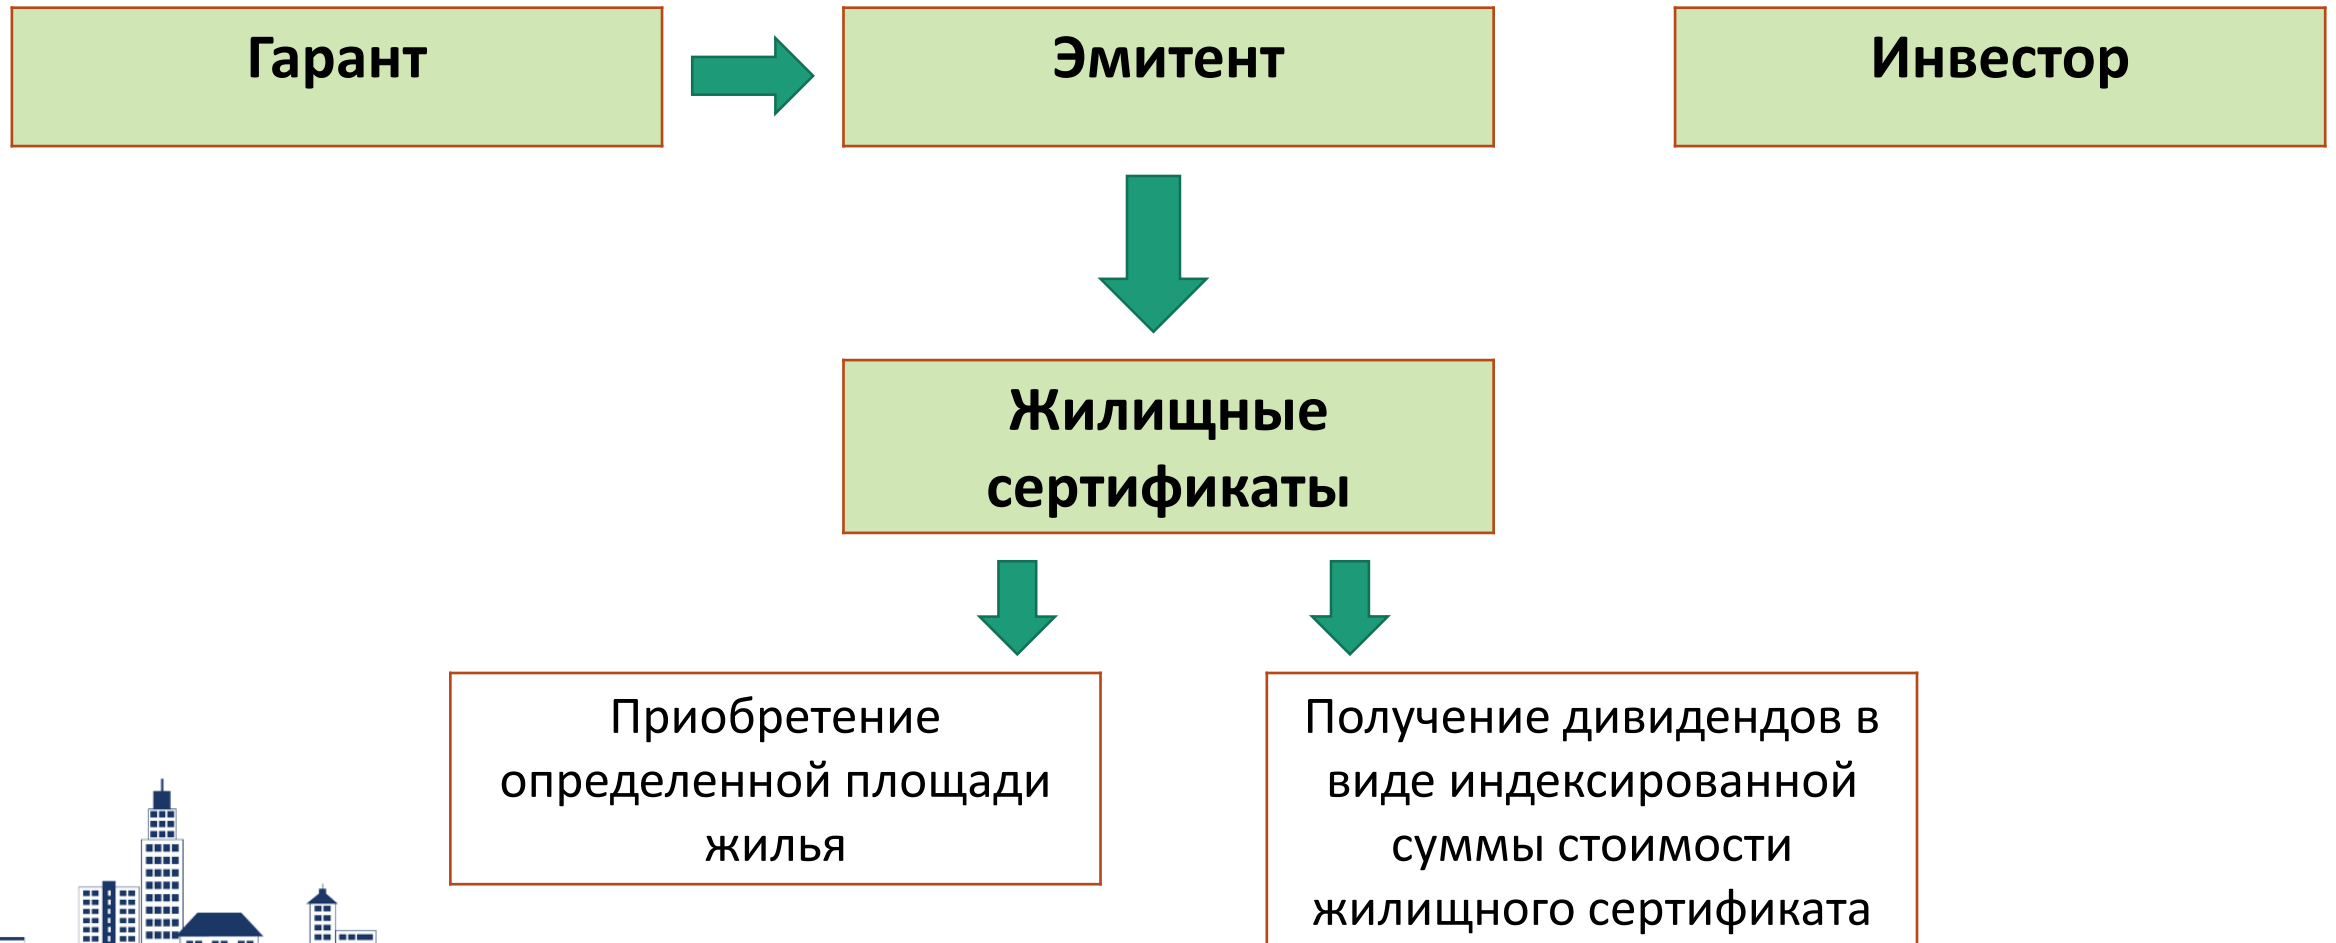 Гарант
Эмитент
Инвестор
Жилищные
сертификаты
Приобретение
определенной площади
жилья
Получение дивидендов в
виде индексированной
суммы стоимости
жилищного сертификата